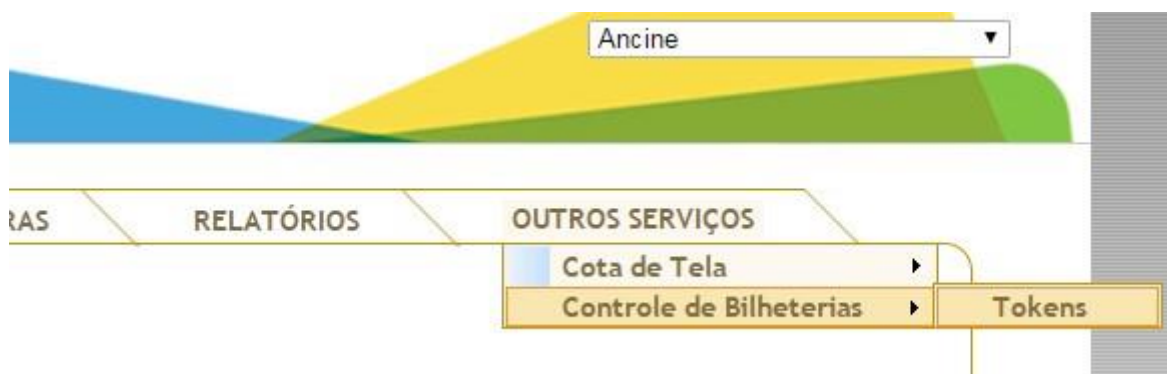 Ancine
RAS RELATÓRIOS OUTROS SERVIÇOS
Cota de Tela
Controle de Bilheterias Tokens